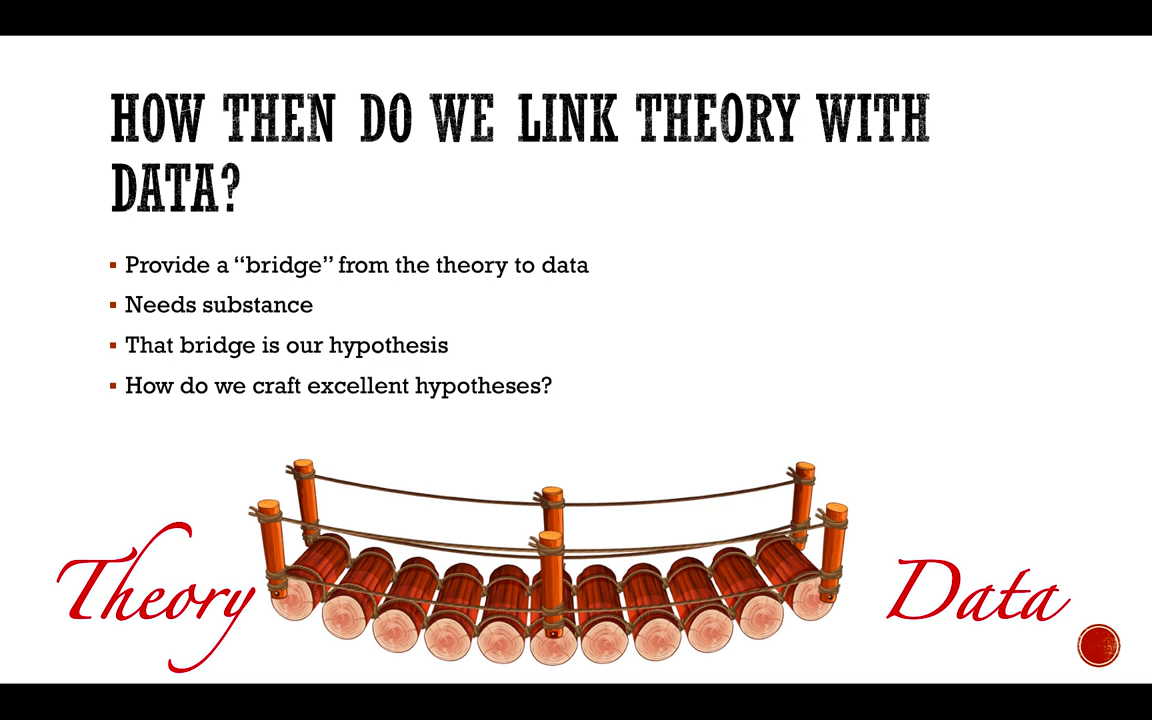 HOW THEN DO WE LINK THEORY WITH
DATA?
▪ Provide a “bridge” from the theory to data
▪ Needs substance
▪ That bridge is our hypothesis
▪ How do we craft excellent hypotheses?
Theory
Data